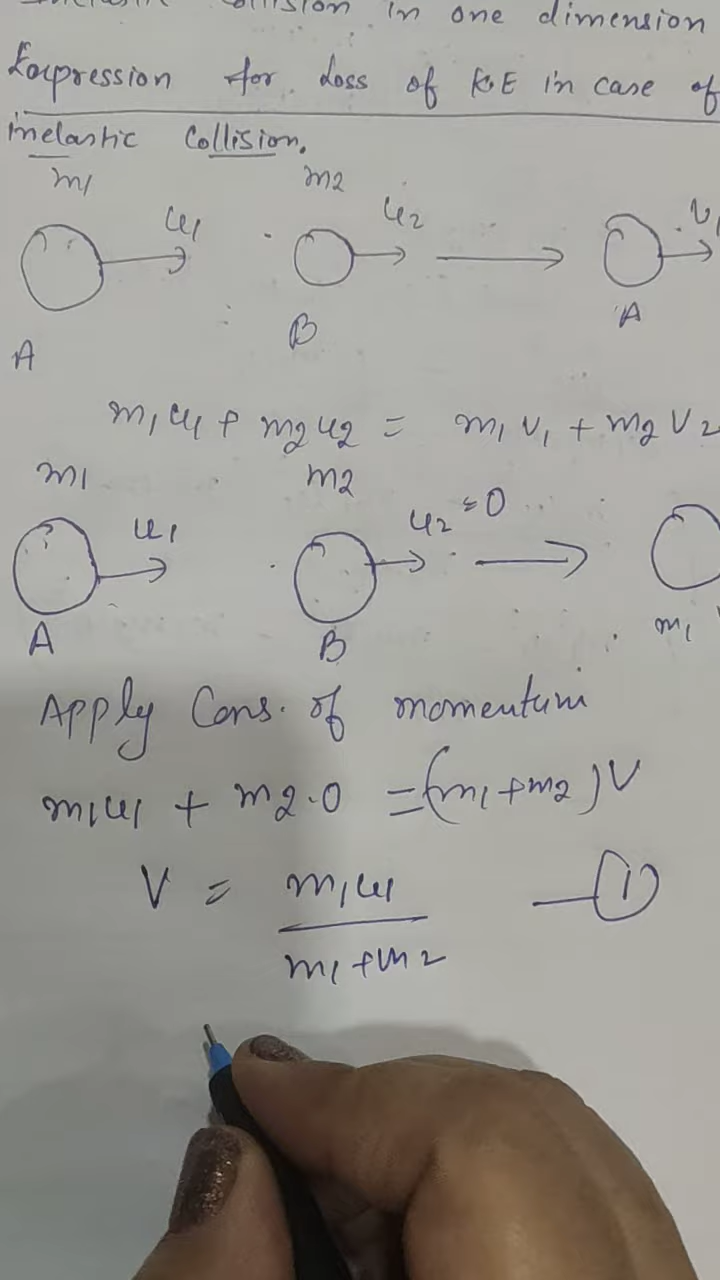 Collision in one dimension
Expression for Loss of K.E in case of
inelastic Collision.
m1 m2
u1 u2 v1
A B A
m1u1 + m2u2 = m1v1 + m2v2
m1 m2
u1 u2=0
A B m1
Apply Cons. of momentum
m1u1 + m2.0 = (m1+m2)V
V = m1u1 / m1+m2 —①